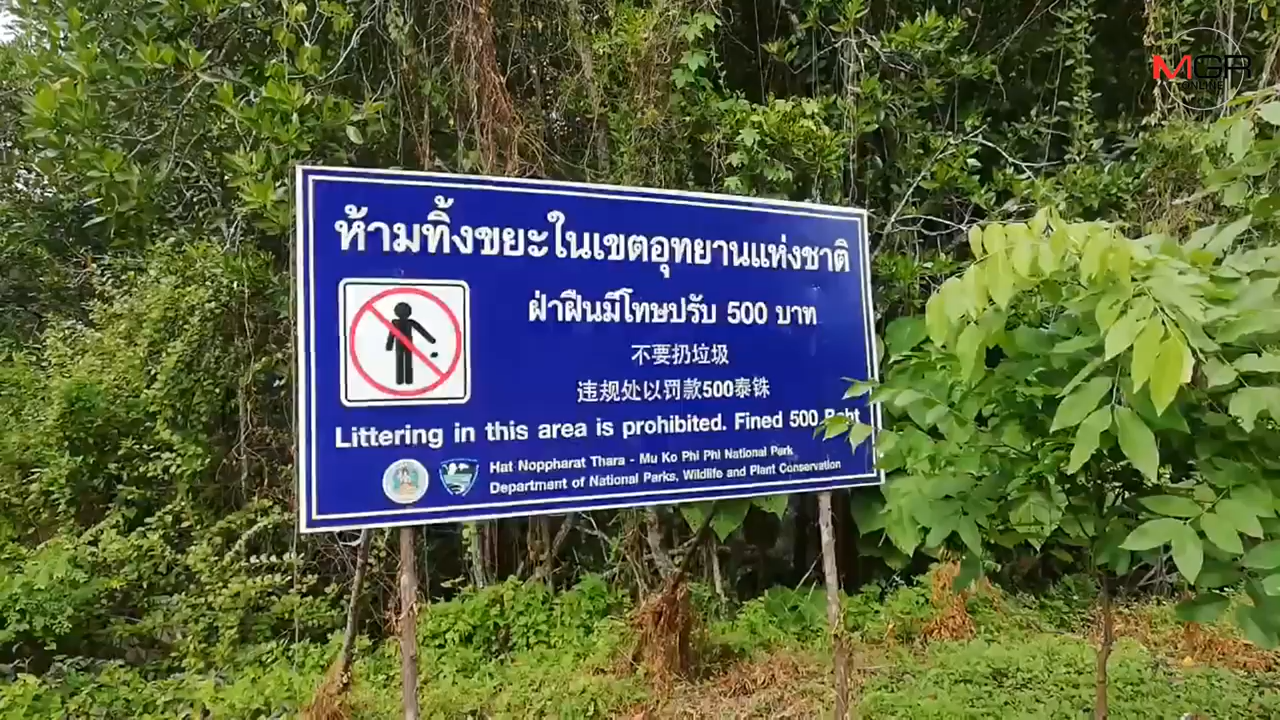 MGR
ONLINE
ห้ามทิ้งขยะในเขตอุทยานแห่งชาติ
ฝ่าฝืนมีโทษปรับ 500 บาท
不要扔垃圾
违规处以罚款500泰铢
Littering in this area is prohibited. Fined 500 Baht
Hat Noppharat Thara - Mu Ko Phi Phi National Park
Department of National Parks, Wildlife and Plant Conservation